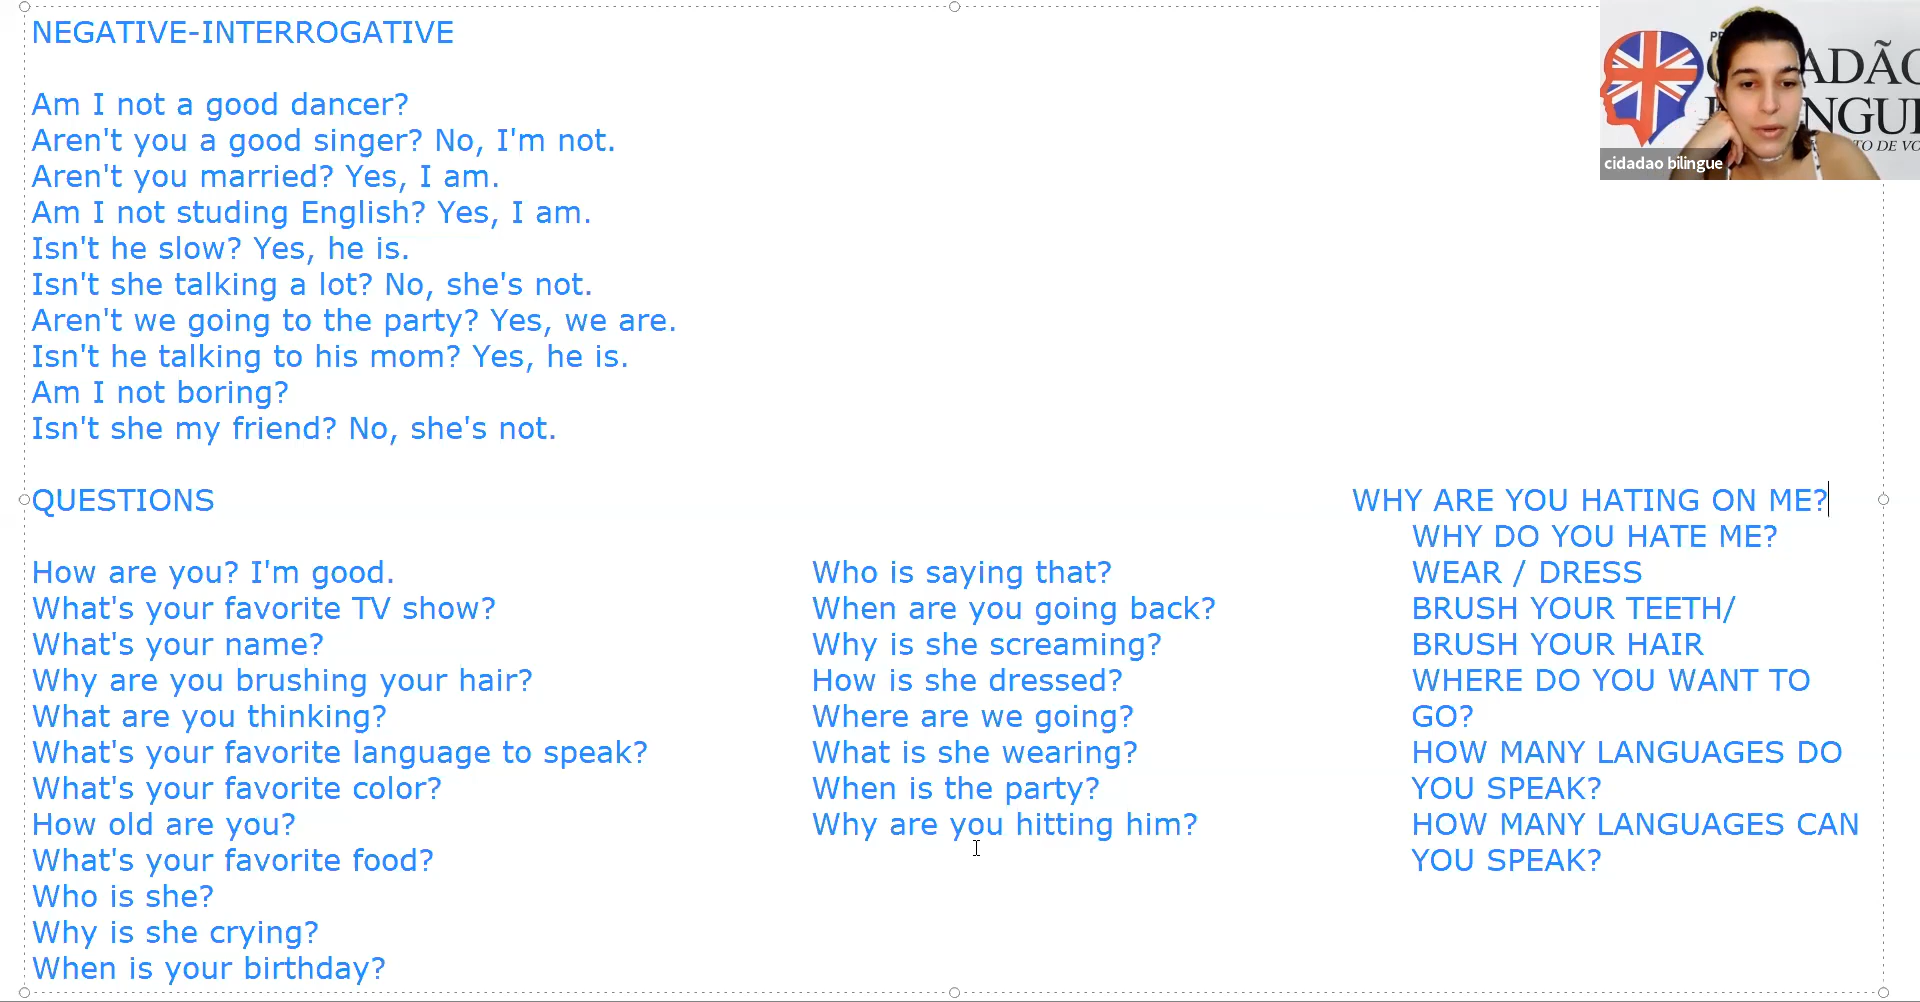 NEGATIVE-INTERROGATIVE
Am I not a good dancer?
Aren't you a good singer? No, I'm not.
Aren't you married? Yes, I am.
Am I not studing English? Yes, I am.
Isn't he slow? Yes, he is.
Isn't she talking a lot? No, she's not.
Aren't we going to the party? Yes, we are.
Isn't he talking to his mom? Yes, he is.
Am I not boring?
Isn't she my friend? No, she's not.
QUESTIONS
How are you? I'm good.
What's your favorite TV show?
What's your name?
Why are you brushing your hair?
What are you thinking?
What's your favorite language to speak?
What's your favorite color?
How old are you?
What's your favorite food?
Who is she?
Why is she crying?
When is your birthday?
Who is saying that?
When are you going back?
Why is she screaming?
How is she dressed?
Where are we going?
What is she wearing?
When is the party?
Why are you hitting him?
WHY ARE YOU HATING ON ME?
WHY DO YOU HATE ME?
WEAR / DRESS
BRUSH YOUR TEETH/
BRUSH YOUR HAIR
WHERE DO YOU WANT TO
GO?
HOW MANY LANGUAGES DO
YOU SPEAK?
HOW MANY LANGUAGES CAN
YOU SPEAK?
cidadao bilingue